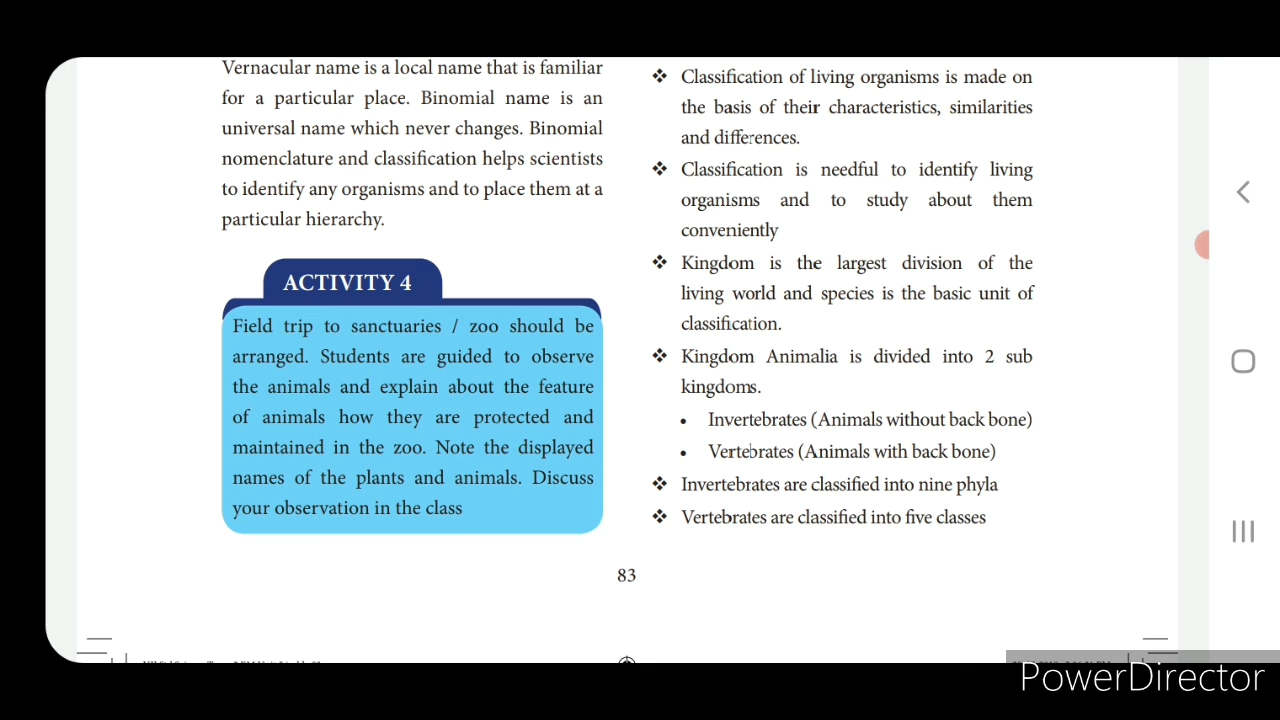 Vernacular name is a local name that is familiar
for a particular place. Binomial name is an
universal name which never changes. Binomial
nomenclature and classification helps scientists
to identify any organisms and to place them at a
particular hierarchy.
ACTIVITY 4
Field trip to sanctuaries / zoo should be
arranged. Students are guided to observe
the animals and explain about the feature
of animals how they are protected and
maintained in the zoo. Note the displayed
names of the plants and animals. Discuss
your observation in the class
❖ Classification of living organisms is made on
the basis of their characteristics, similarities
and differences.
❖ Classification is needful to identify living
organisms and to study about them
conveniently
❖ Kingdom is the largest division of the
living world and species is the basic unit of
classification.
❖ Kingdom Animalia is divided into 2 sub
kingdoms.
• Invertebrates (Animals without back bone)
• Vertebrates (Animals with back bone)
❖ Invertebrates are classified into nine phyla
❖ Vertebrates are classified into five classes
83
PowerDirector